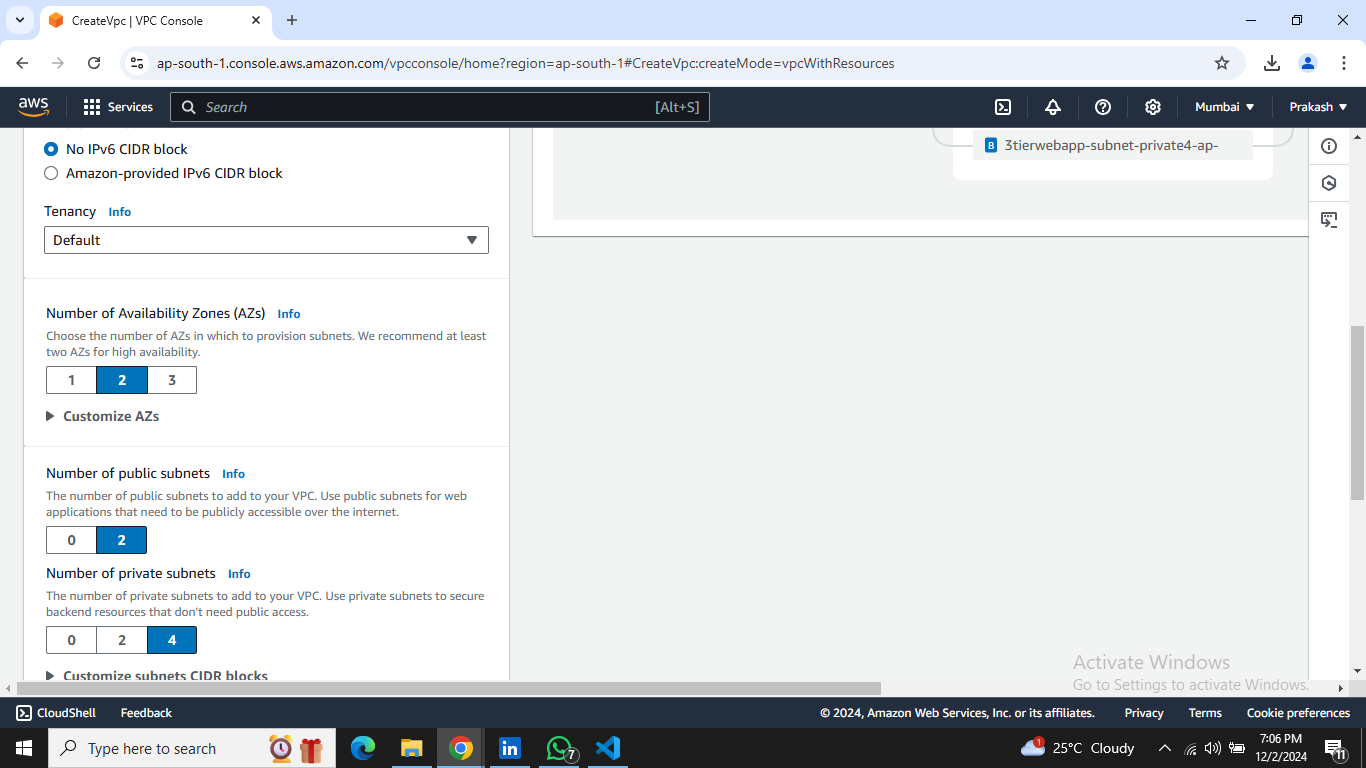 CreateVpc | VPC Console
ap-south-1.console.aws.amazon.com/vpcconsole/home?region=ap-south-1#CreateVpc:createMode=vpcWithResources
aws
Services
Search
[Alt+S]
Mumbai
Prakash
No IPv6 CIDR block
Amazon-provided IPv6 CIDR block
Tenancy Info
Default
Number of Availability Zones (AZs) Info
Choose the number of AZs in which to provision subnets. We recommend at least
two AZs for high availability.
1 2 3
Customize AZs
Number of public subnets Info
The number of public subnets to add to your VPC. Use public subnets for web
applications that need to be publicly accessible over the internet.
0 2
Number of private subnets Info
The number of private subnets to add to your VPC. Use private subnets to secure
backend resources that don't need public access.
0 2 4
Customize subnets CIDR blocks
B 3tierwebapp-subnet-private4-ap-
Activate Windows
Go to Settings to activate Windows.
CloudShell
Feedback
© 2024, Amazon Web Services, Inc. or its affiliates.
Privacy
Terms
Cookie preferences
Type here to search
in
7
1
25°C Cloudy
7:06 PM
12/2/2024
11